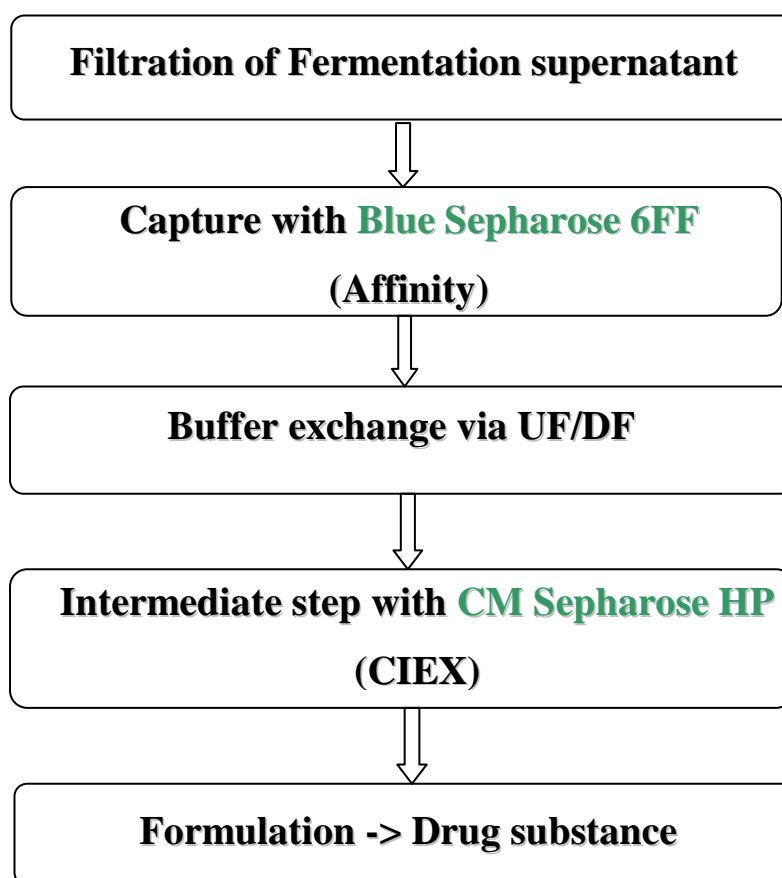 Filtration of Fermentation supernatant
Capture with Blue Sepharose 6FF
(Affinity)
Buffer exchange via UF/DF
Intermediate step with CM Sepharose HP
(CIEX)
Formulation -> Drug substance